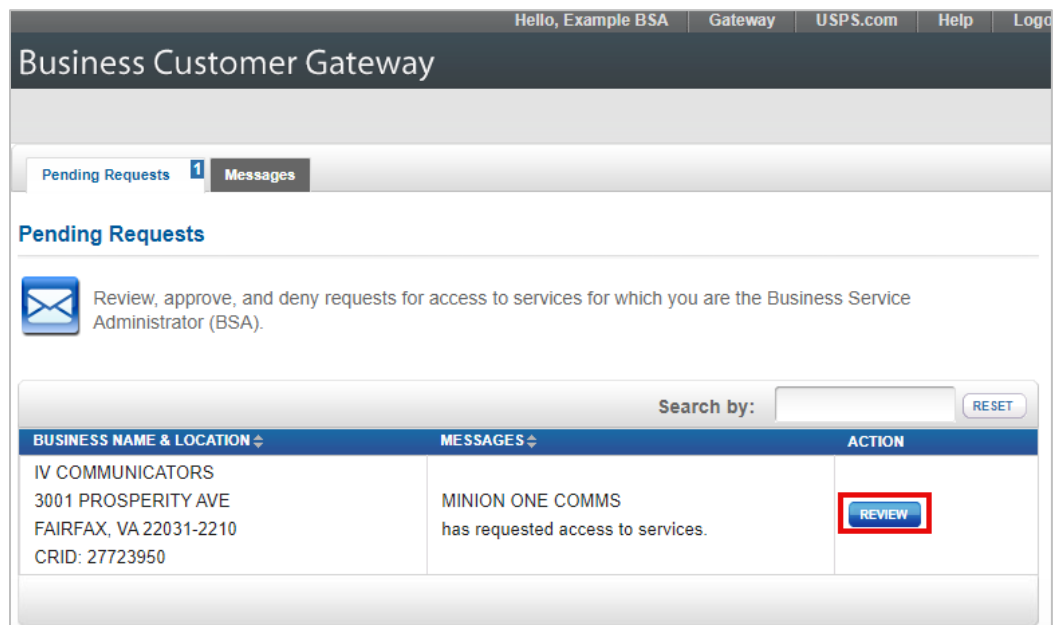 Hello, Example BSA Gateway USPS.com Help Logo
Business Customer Gateway
Pending Requests 1 Messages
Pending Requests
Review, approve, and deny requests for access to services for which you are the Business Service
Administrator (BSA).
Search by: RESET
BUSINESS NAME & LOCATION MESSAGES ACTION
IV COMMUNICATORS
3001 PROSPERITY AVE
FAIRFAX, VA 22031-2210
CRID: 27723950
MINION ONE COMMS
has requested access to services.
REVIEW